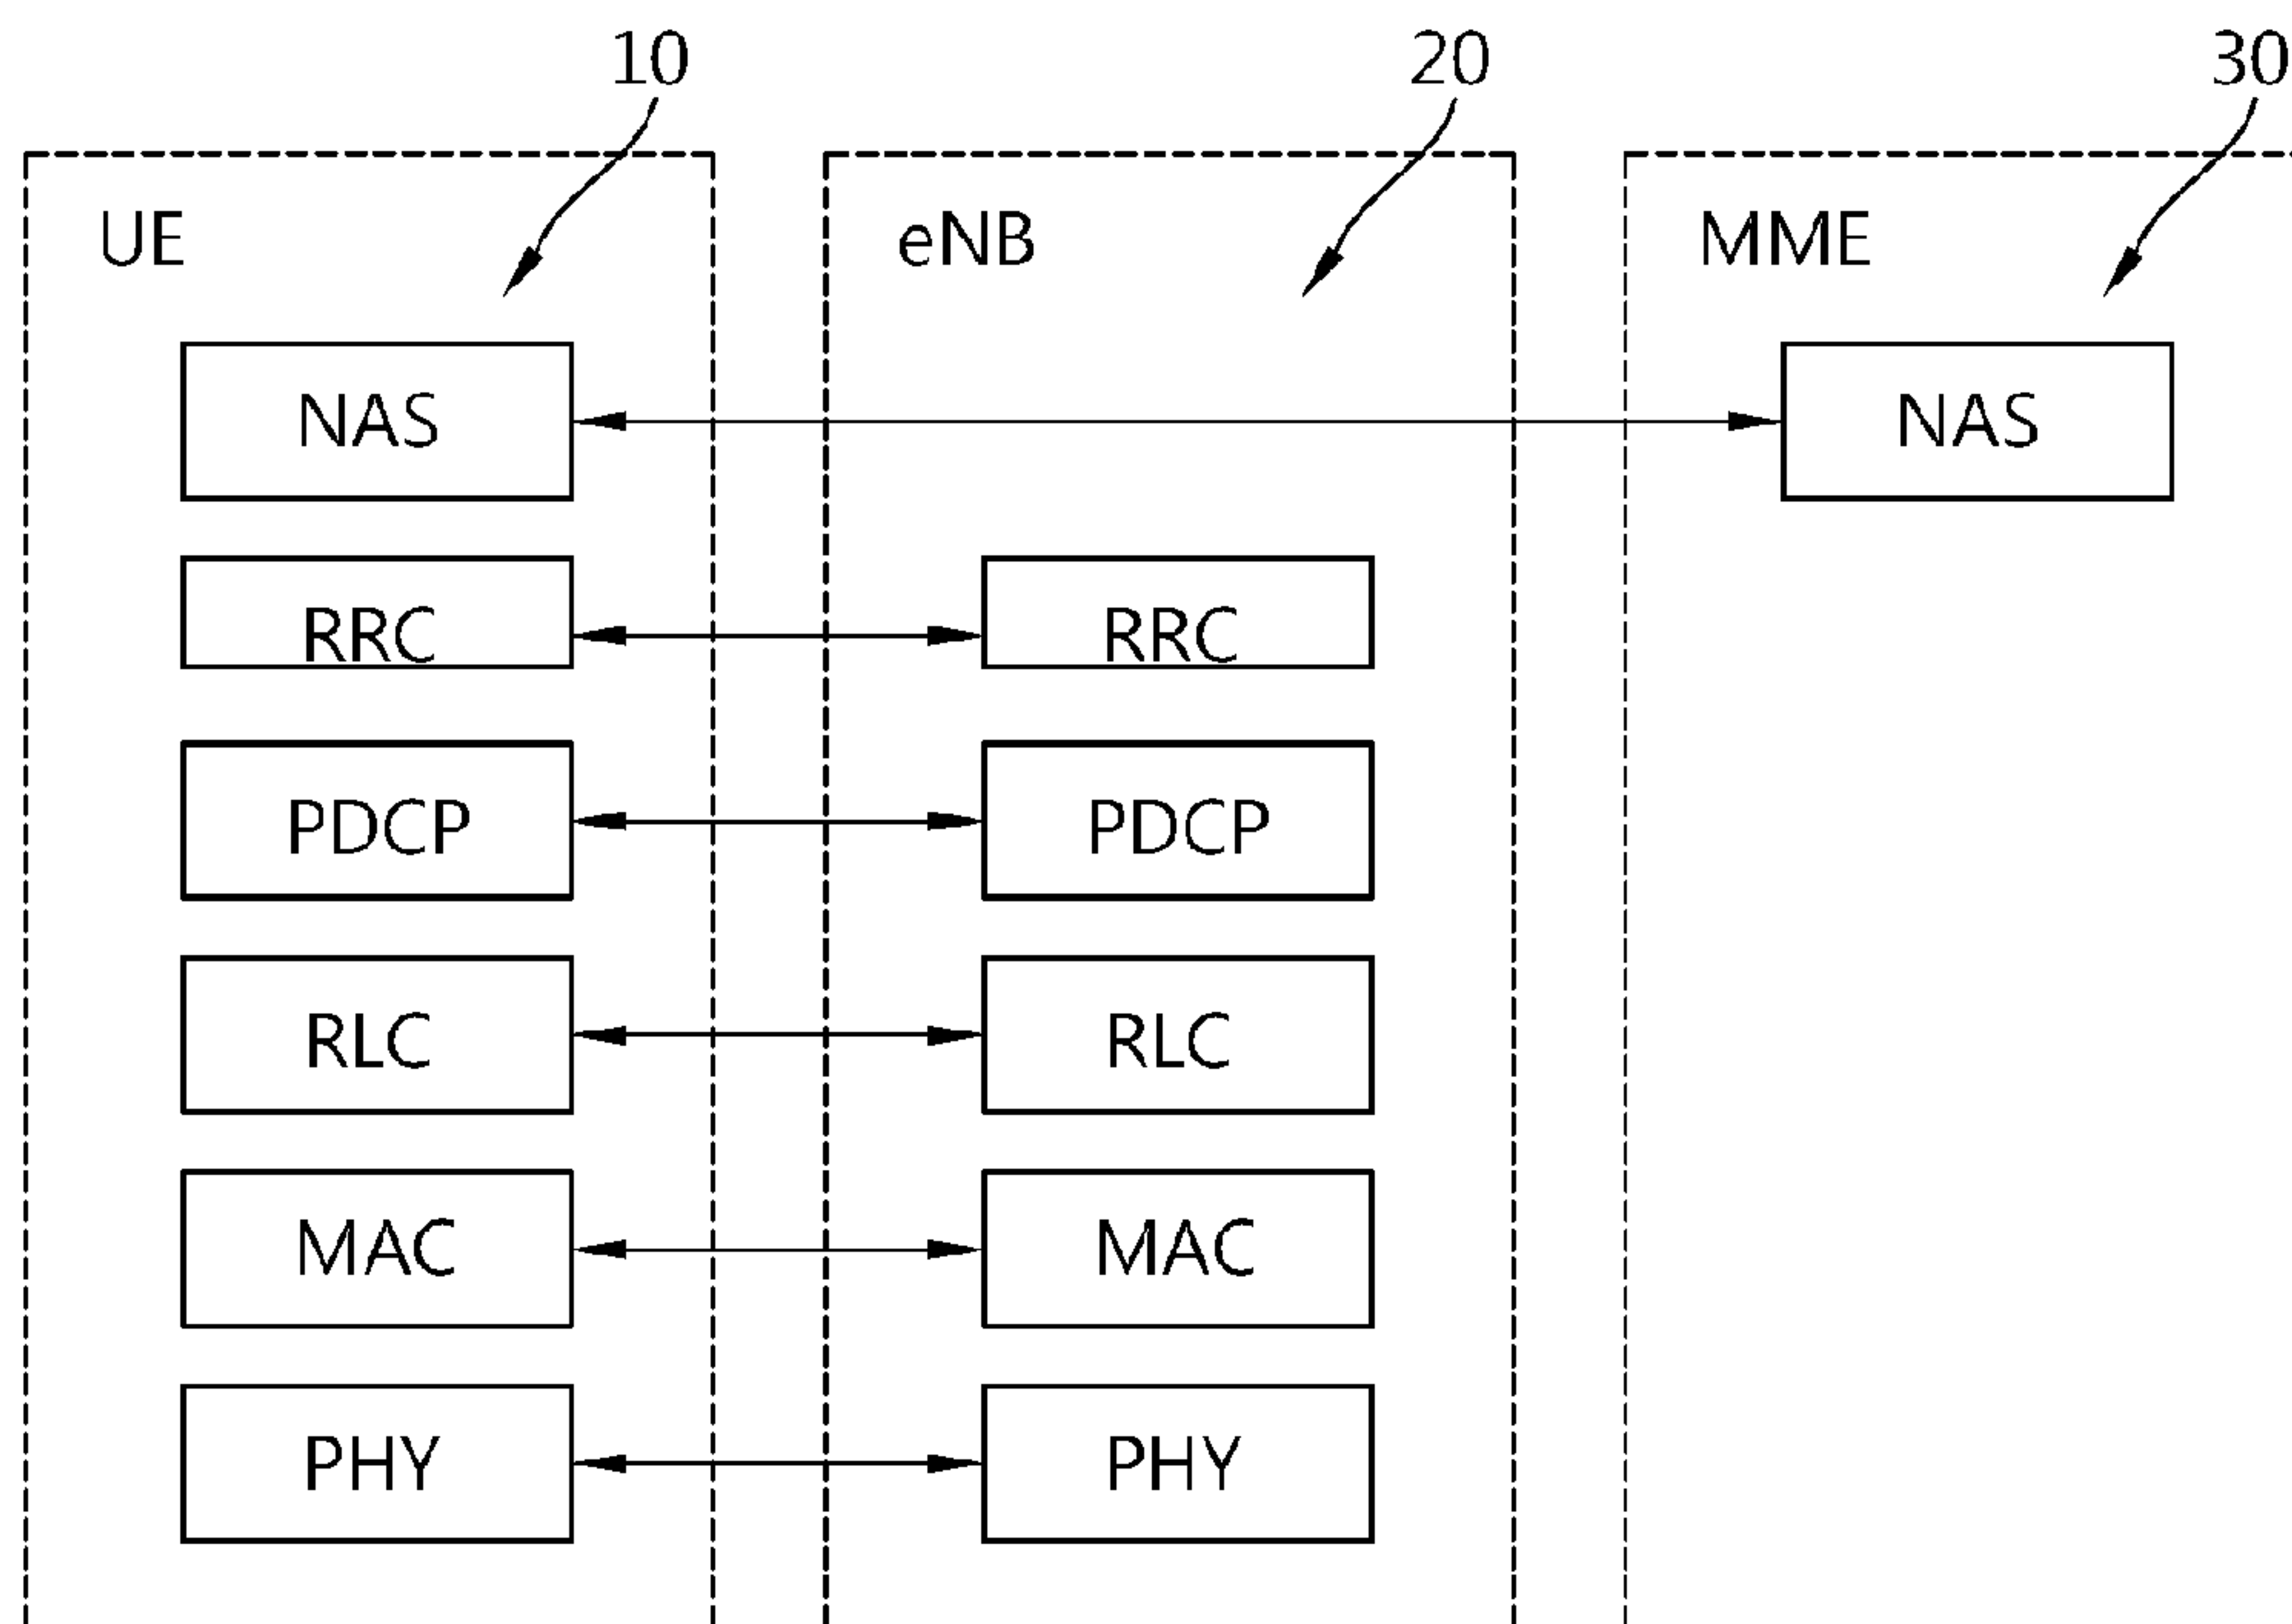 10 20 30
UE eNB MME
NAS NAS
RRC RRC
PDCP PDCP
RLC RLC
MAC MAC
PHY PHY